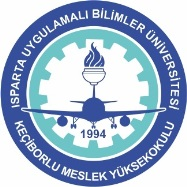 ISPARTA UYGULAMALI BİLİMLER ÜNİVERSİTESİ
1994
KEÇİBORLU MESLEK YÜKSEKOKULU